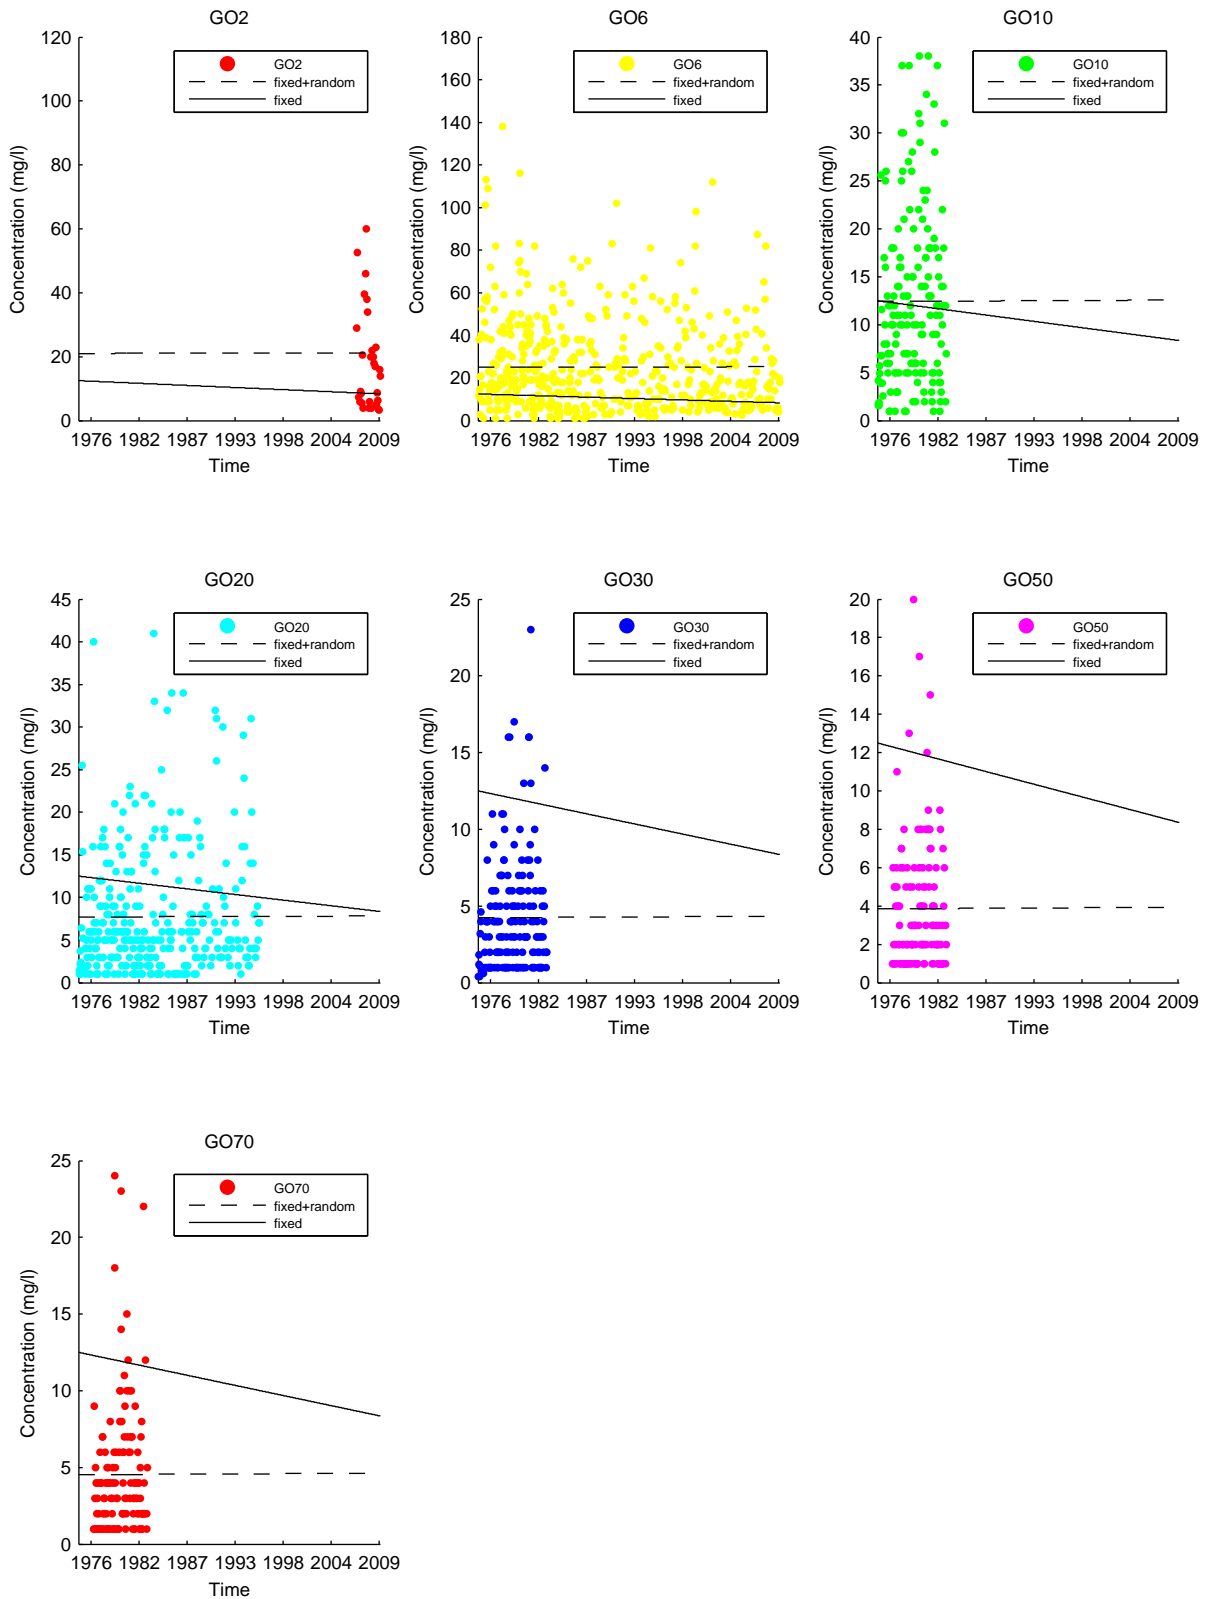 GO2
120
100
80
60
40
20
0
Concentration (mg/l)
GO2
fixed+random
fixed
1976 1982 1987 1993 1998 2004 2009
Time
GO6
180
160
140
120
100
80
60
40
20
0
Concentration (mg/l)
GO6
fixed+random
fixed
1976 1982 1987 1993 1998 2004 2009
Time
GO10
40
35
30
25
20
15
10
5
0
Concentration (mg/l)
GO10
fixed+random
fixed
1976 1982 1987 1993 1998 2004 2009
Time
GO20
45
40
35
30
25
20
15
10
5
0
Concentration (mg/l)
GO20
fixed+random
fixed
1976 1982 1987 1993 1998 2004 2009
Time
GO30
25
20
15
10
5
0
Concentration (mg/l)
GO30
fixed+random
fixed
1976 1982 1987 1993 1998 2004 2009
Time
GO50
20
18
16
14
12
10
8
6
4
2
0
Concentration (mg/l)
GO50
fixed+random
fixed
1976 1982 1987 1993 1998 2004 2009
Time
GO70
25
20
15
10
5
0
Concentration (mg/l)
GO70
fixed+random
fixed
1976 1982 1987 1993 1998 2004 2009
Time